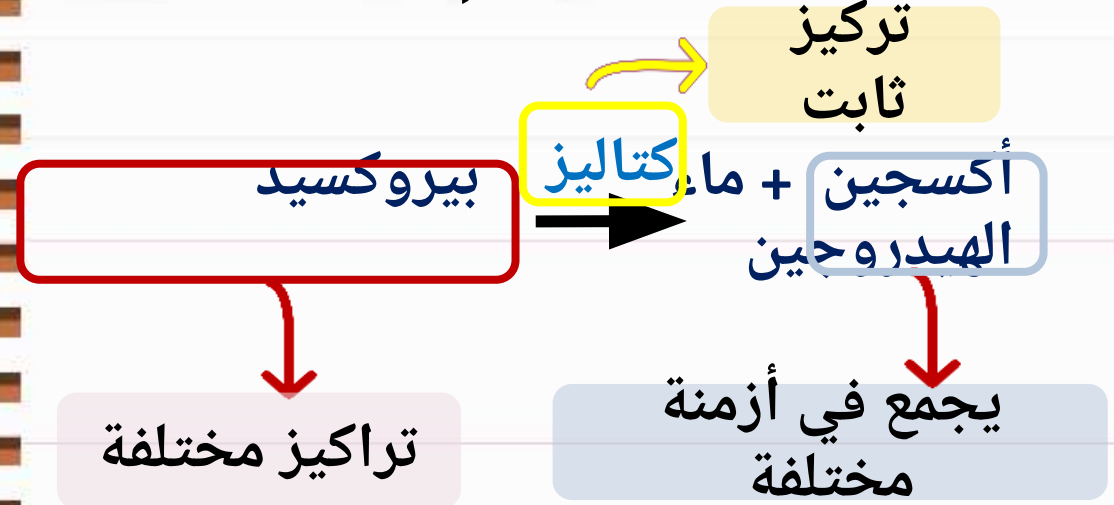 تركيز
ثابت
كتاليز
أكسجين + ماء بيروكسيد
الهيدروجين
يجمع في أزمنة
مختلفة
تراكيز مختلفة